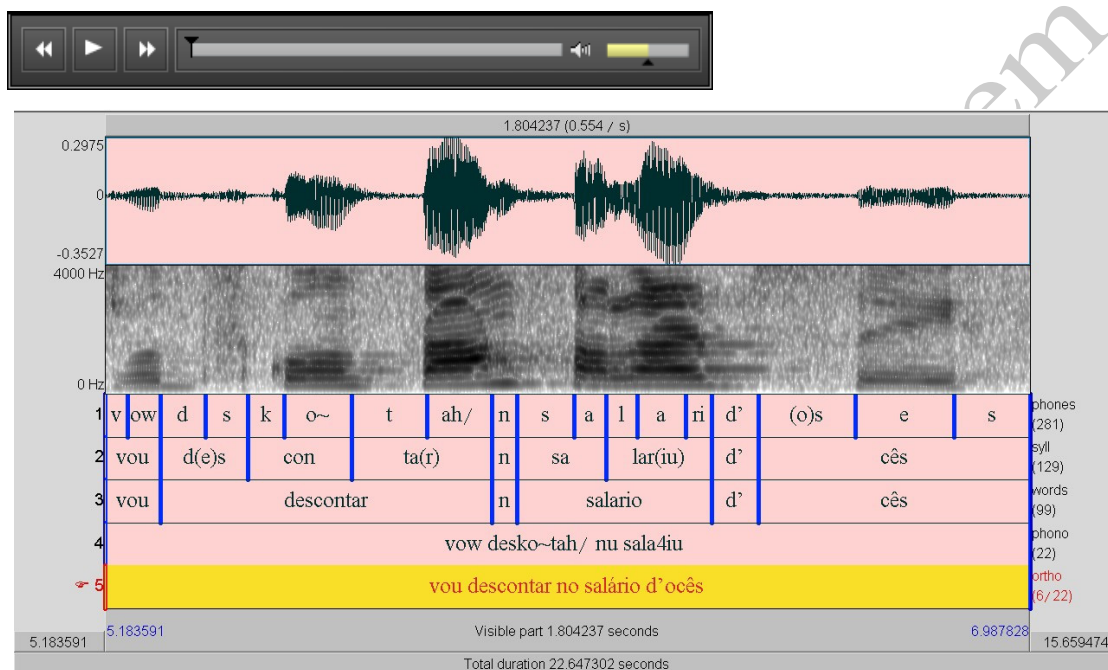 em
1.804237 (0.554 / s)
0.2975
0
-0.3527
4000 Hz
0 Hz
1 v ow d s k o~ t ah/ n s a l a ri d’ (o)s e s phones (281)
2 vou d(e)s con ta(r) n sa lar(iu) d’ cês syll (129)
3 vou descontar n salario d’ cês words (99)
4 vow desko~tah/ nu sala4iu phono (22)
5 vou descontar no salário d’ocês ortho (6/22)
5.183591 5.183591 Visible part 1.804237 seconds 6.987828 15.659474
Total duration 22.647302 seconds